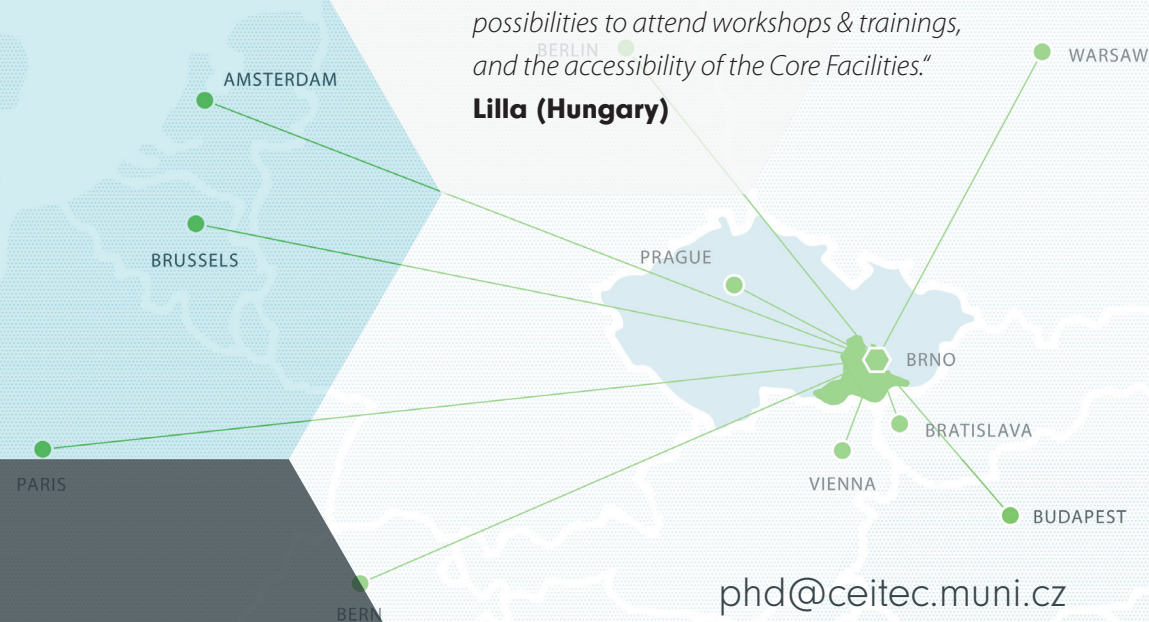 possibilities to attend workshops & trainings,
BERLIN
and the accessibility of the Core Facilities.“
WARSAW
AMSTERDAM
Lilla (Hungary)
BRUSSELS
PRAGUE
BRNO
BRATISLAVA
PARIS
VIENNA
BUDAPEST
phd@ceitec.muni.cz
BERN